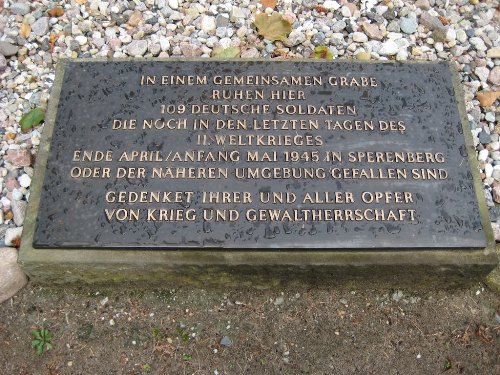 IN EINEM GEMEINSAMEN GRABE
RUHEN HIER
109 DEUTSCHE SOLDATEN
DIE NOCH IN DEN LETZTEN TAGEN DES
II. WELTKRIEGES
ENDE APRIL/ANFANG MAI 1945 IN SPERENBERG
ODER DER NÄHEREN UMGEBUNG GEFALLEN SIND
GEDENKET IHRER UND ALLER OPFER
VON KRIEG UND GEWALTHERRSCHAFT